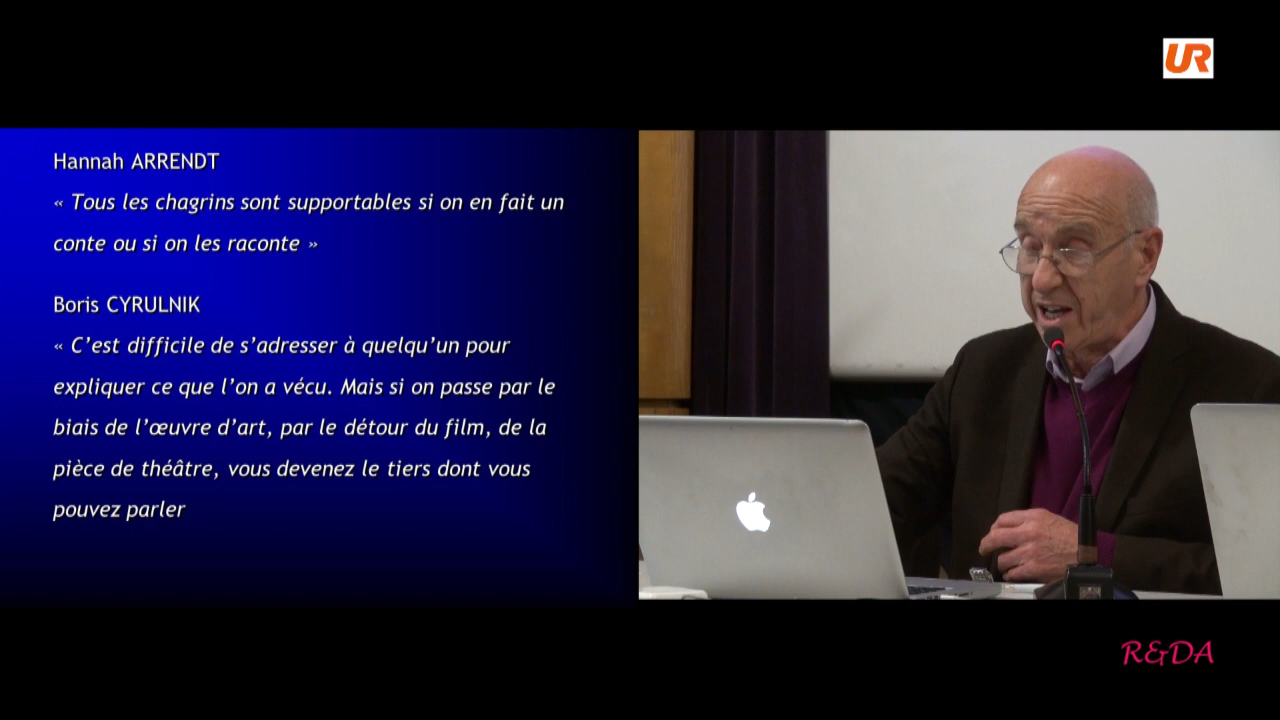 UR
Hannah ARRENDT
« Tous les chagrins sont supportables si on en fait un
conte ou si on les raconte »
Boris CYRULNIK
« C’est difficile de s’adresser à quelqu’un pour
expliquer ce que l’on a vécu. Mais si on passe par le
biais de l’œuvre d’art, par le détour du film, de la
pièce de théâtre, vous devenez le tiers dont vous
pouvez parler
R&DA